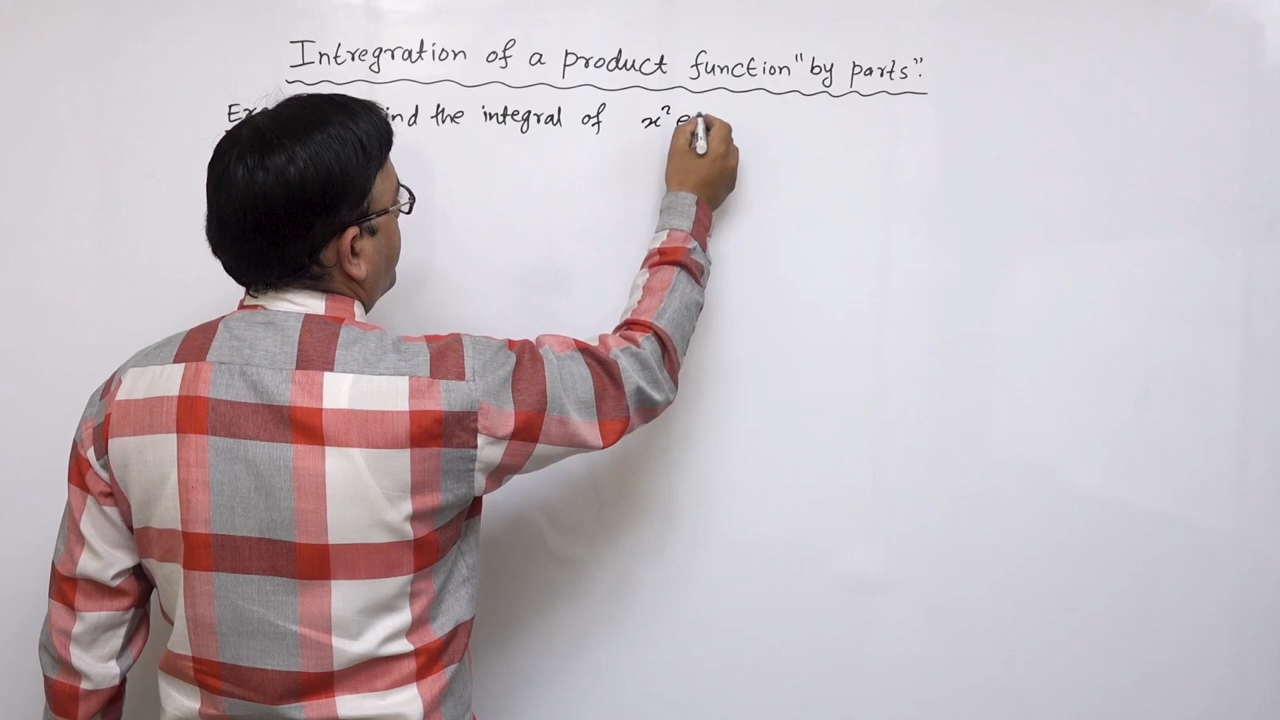 Intregration of a product function "by parts".
the integral of x² e